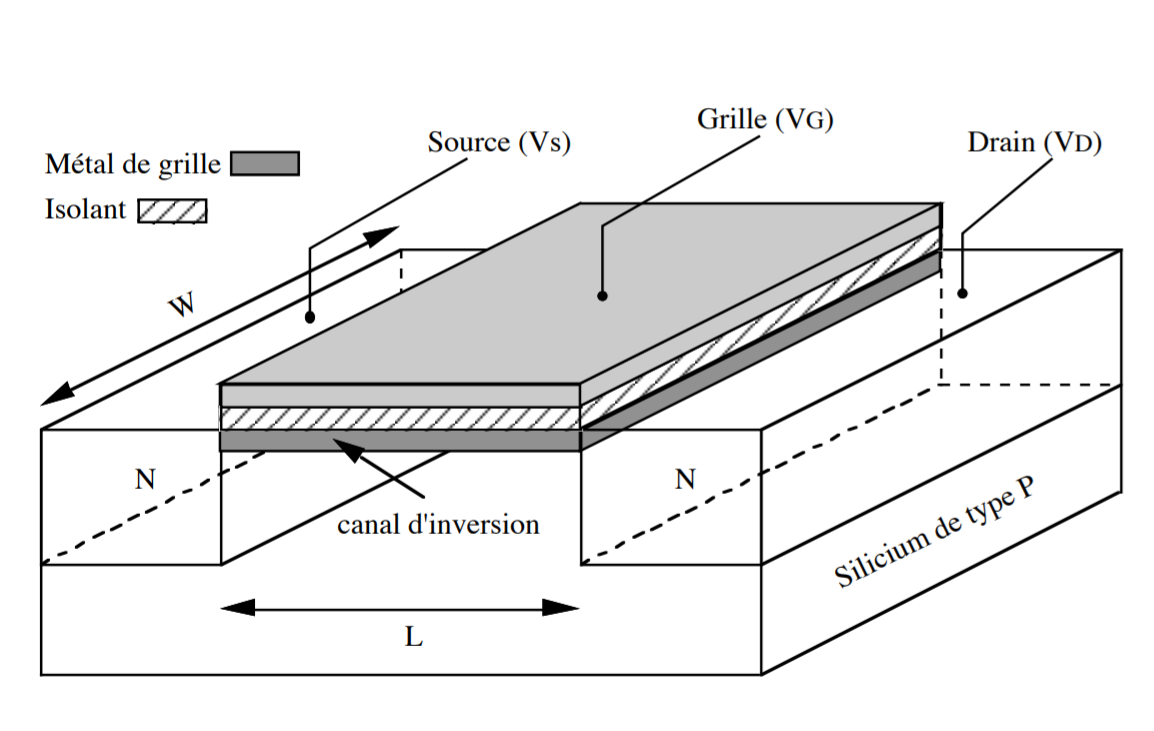 Grille (VG)
Source (Vs)
Drain (VD)
Métal de grille
Isolant
W
N
N
canal d'inversion
Silicium de type P
L